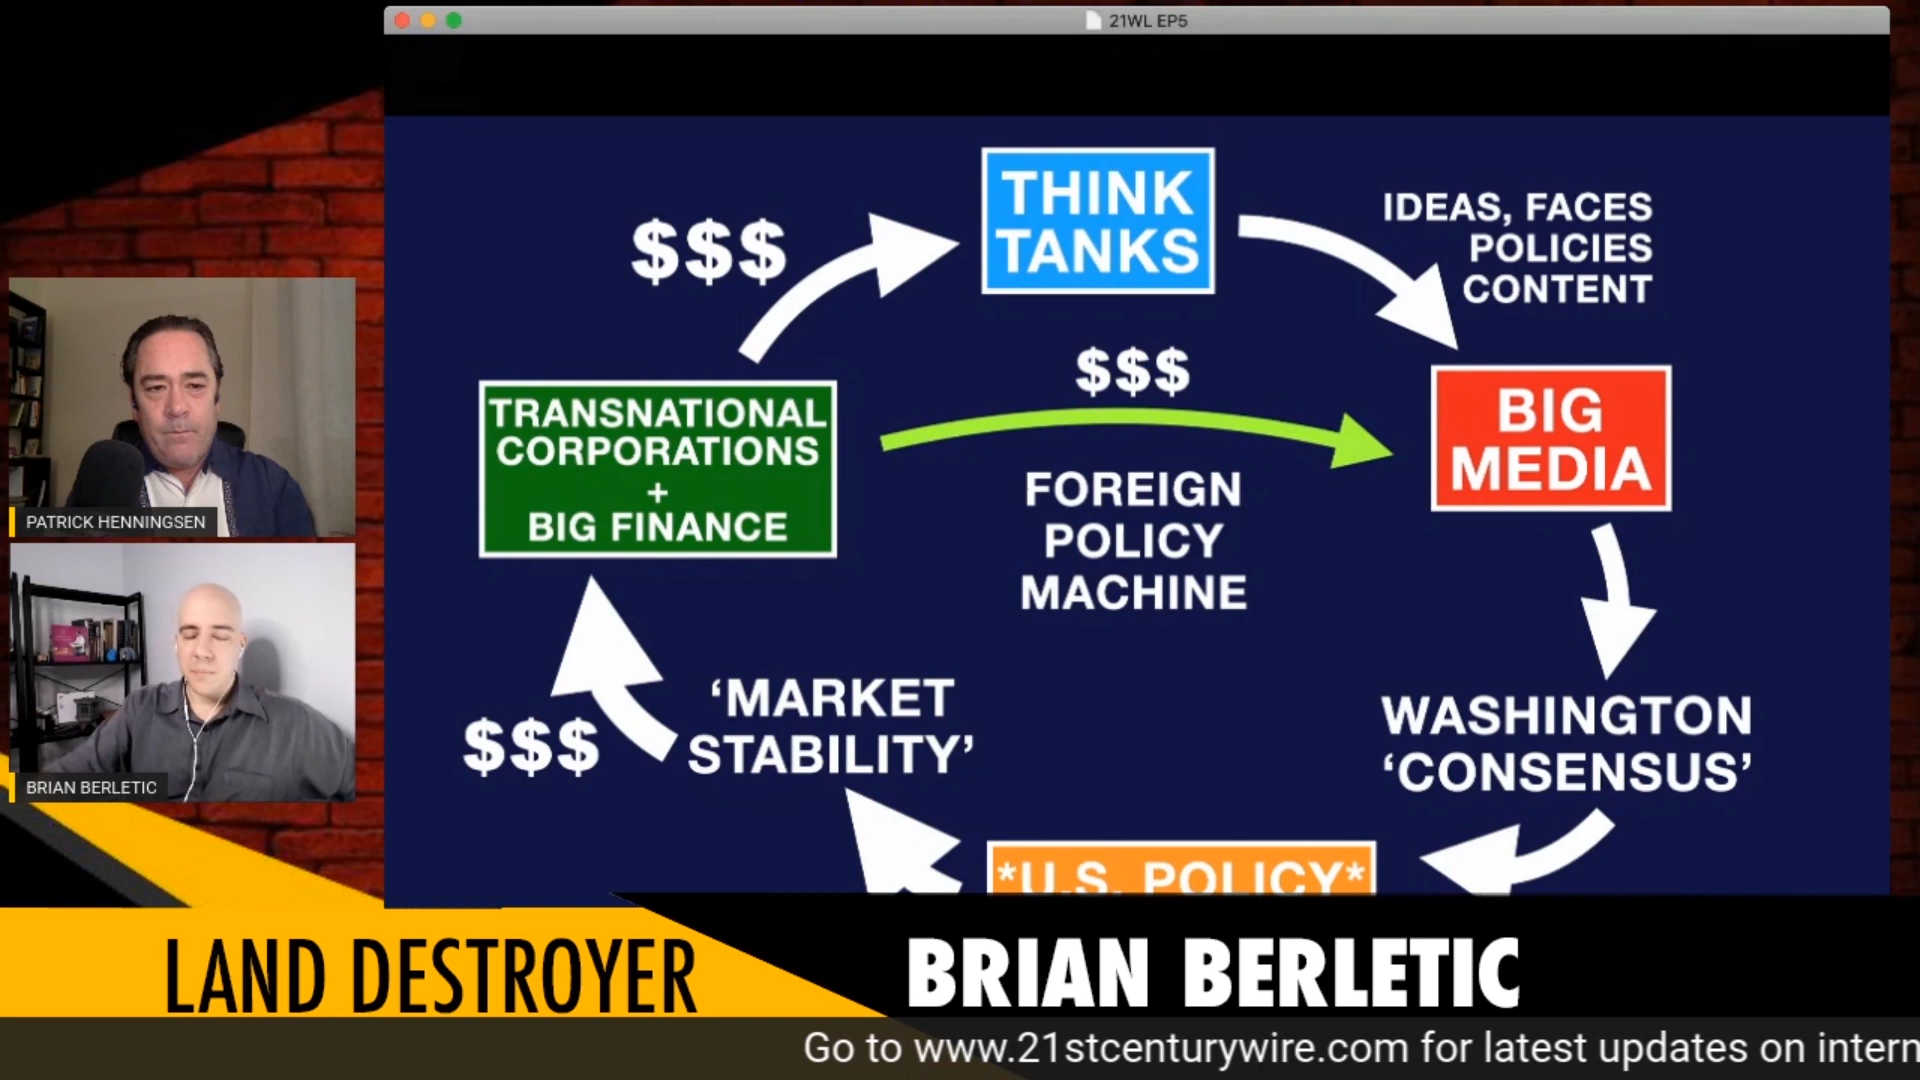 21WL EP5
THINK
TANKS
$$$
IDEAS, FACES
POLICIES
CONTENT
$$$
TRANSNATIONAL
CORPORATIONS
+
BIG FINANCE
BIG
MEDIA
FOREIGN
POLICY
MACHINE
PATRICK HENNINGSEN
‘MARKET
STABILITY’
$$$
WASHINGTON
‘CONSENSUS’
BRIAN BERLETIC
*U.S. POLICY*
LAND DESTROYER
BRIAN BERLETIC
Go to www.21stcenturywire.com for latest updates on intern